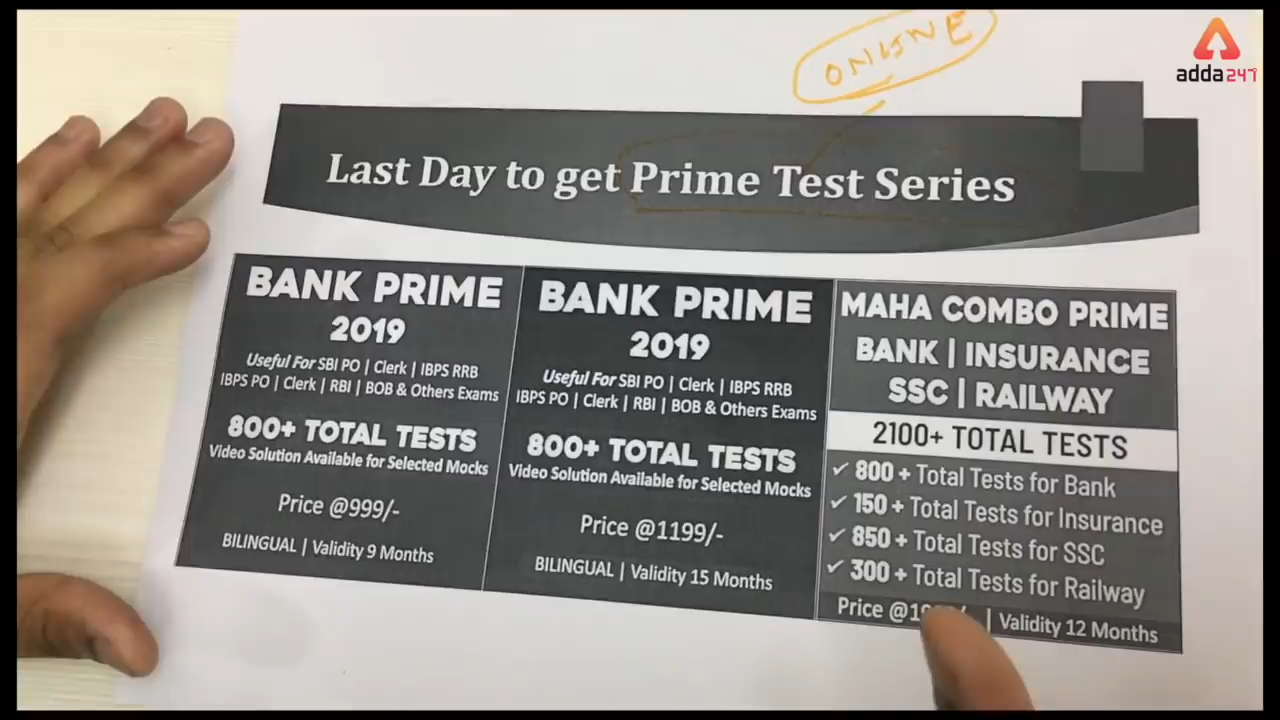 ONLINE
adda247
Last Day to get Prime Test Series
BANK PRIME
2019
Useful For SBI PO | Clerk | IBPS RRB
IBPS PO | Clerk | RBI | BOB & Others Exams
800+ TOTAL TESTS
Video Solution Available for Selected Mocks
Price @999/-
BILINGUAL | Validity 9 Months
BANK PRIME
2019
Useful For SBI PO | Clerk | IBPS RRB
IBPS PO | Clerk | RBI | BOB & Others Exams
800+ TOTAL TESTS
Video Solution Available for Selected Mocks
Price @1199/-
BILINGUAL | Validity 15 Months
MAHA COMBO PRIME
BANK | INSURANCE
SSC | RAILWAY
2100+ TOTAL TESTS
✓ 800 + Total Tests for Bank
✓ 150 + Total Tests for Insurance
✓ 850 + Total Tests for SSC
✓ 300 + Total Tests for Railway
Price | Validity 12 Months